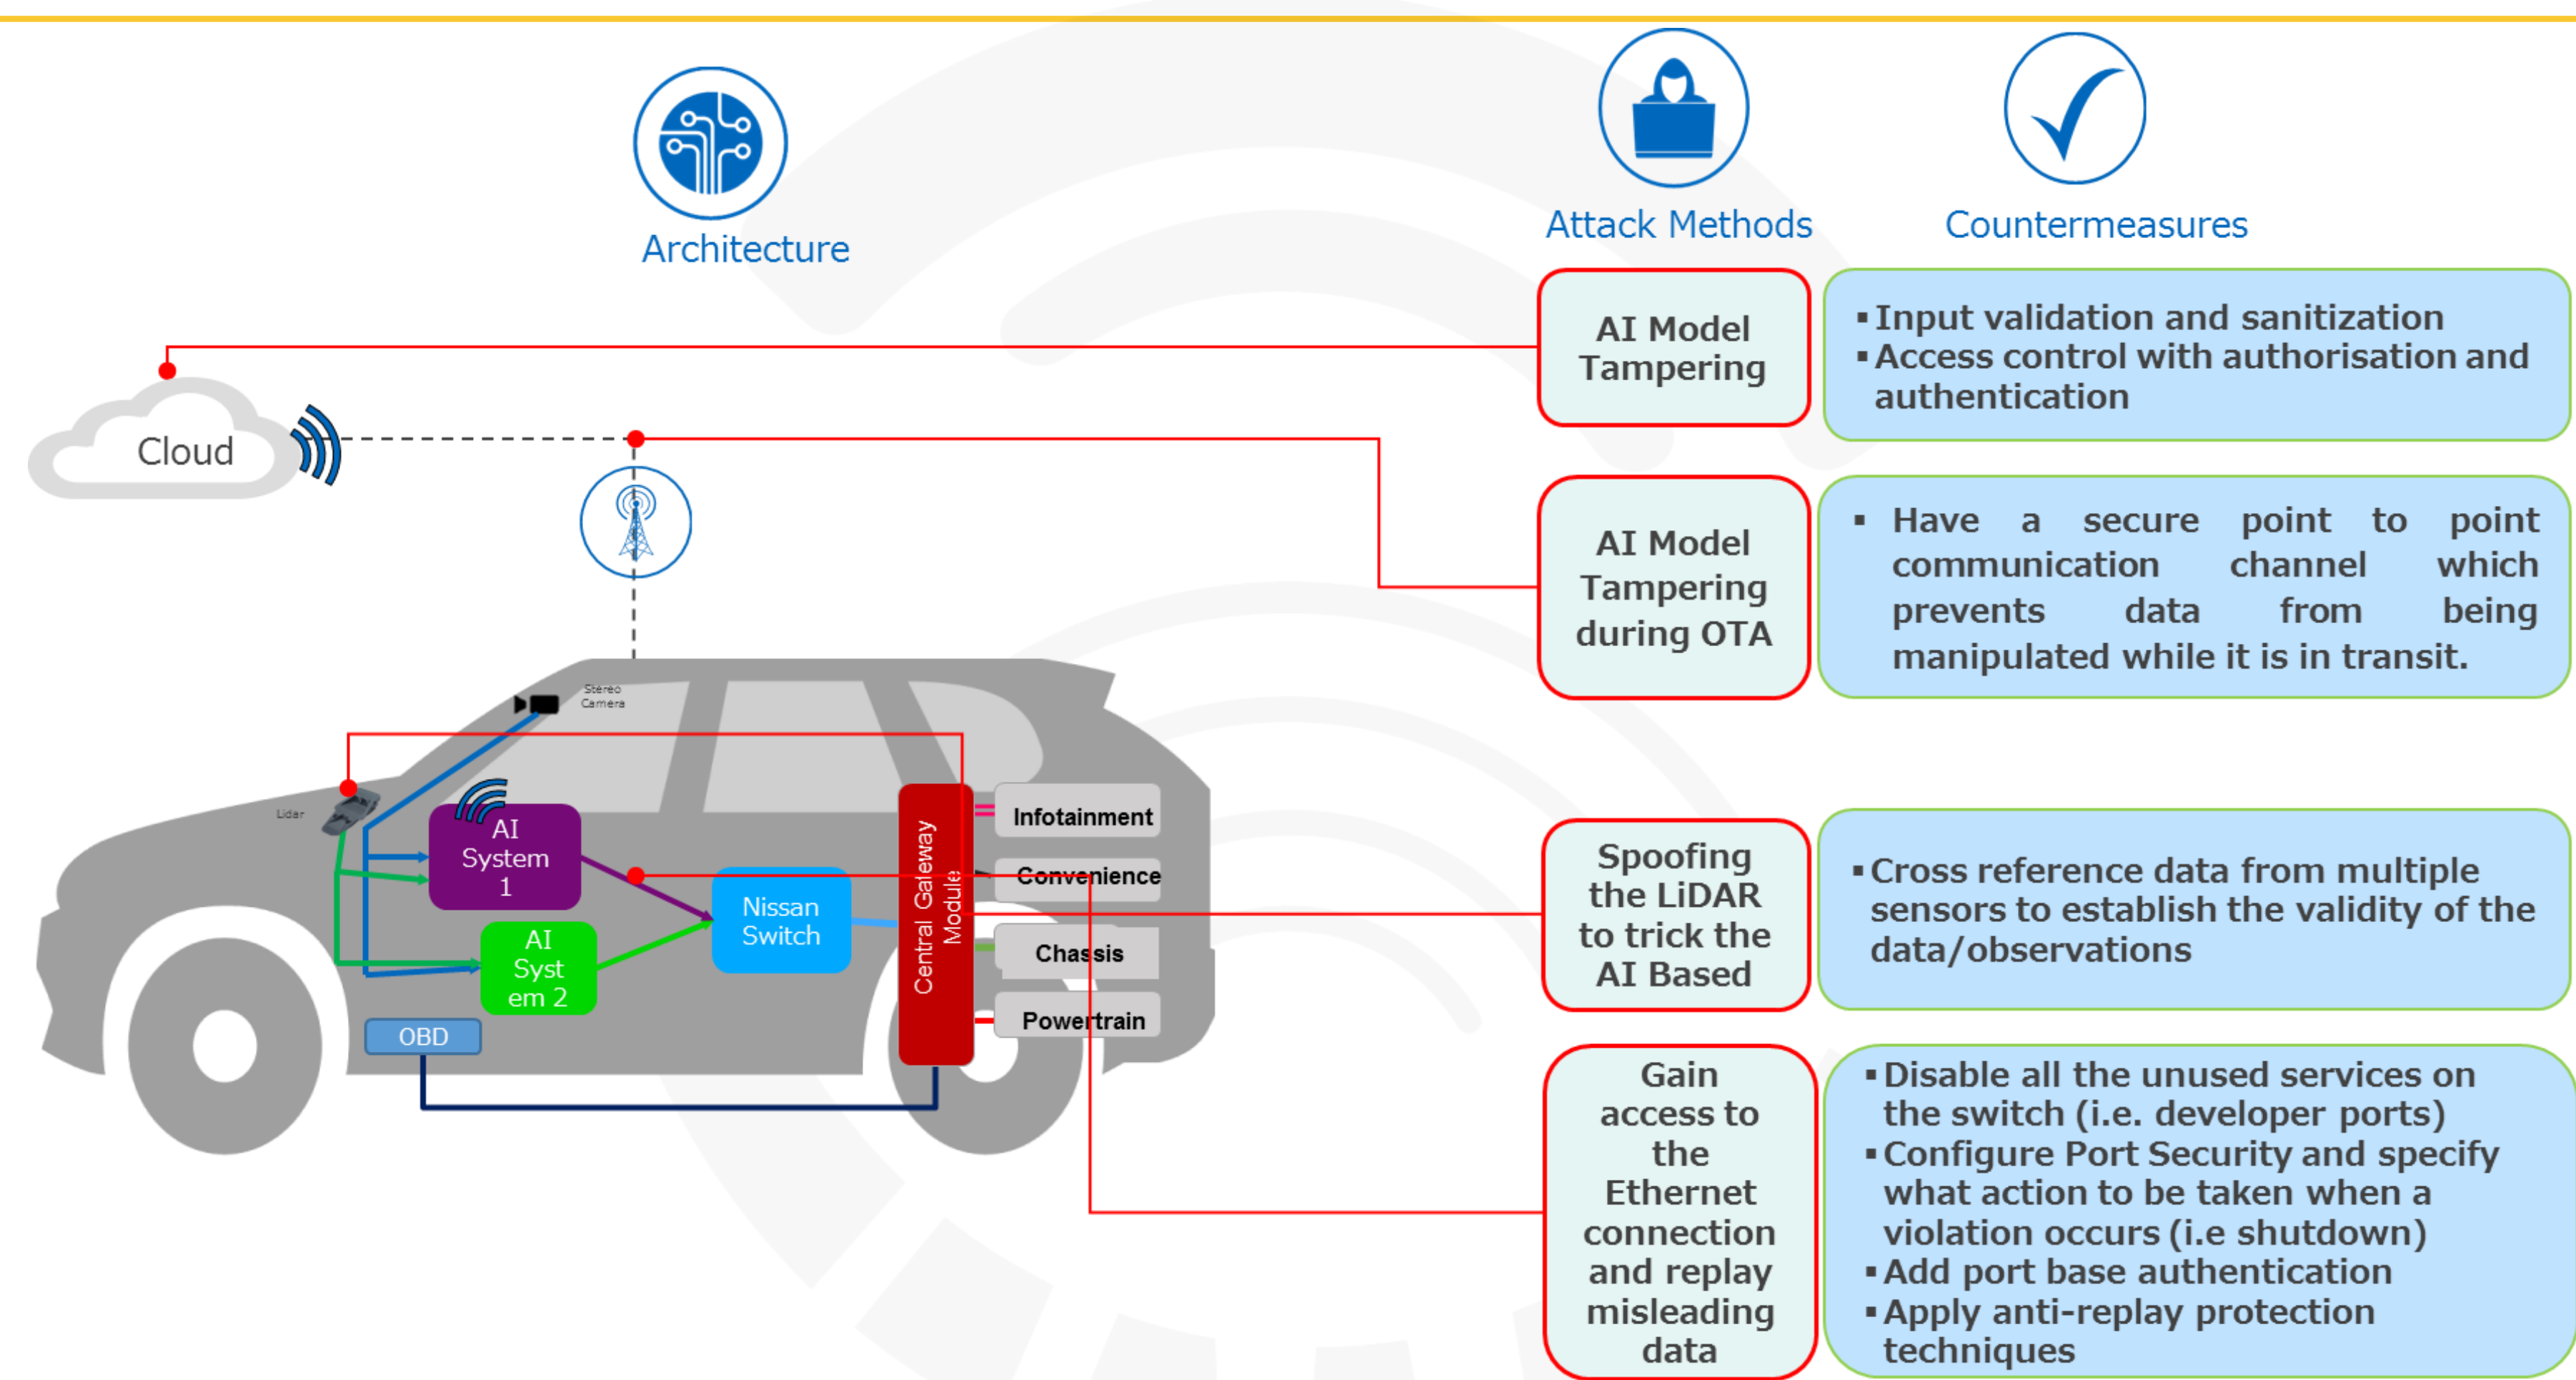 Architecture
Attack Methods
Countermeasures
AI Model
Tampering
▪ Input validation and sanitization
▪ Access control with authorisation and
authentication
Cloud
AI Model
Tampering
during OTA
▪ Have a secure point to point
communication channel which
prevents data from being
manipulated while it is in transit.
Stereo
Camera
Lidar
AI
System
1
AI
Syst
em 2
Nissan
Switch
OBD
Central Gateway
Module
Infotainment
Convenience
Chassis
Powertrain
Spoofing
the LiDAR
to trick the
AI Based
▪ Cross reference data from multiple
sensors to establish the validity of the
data/observations
Gain
access to
the
Ethernet
connection
and replay
misleading
data
▪ Disable all the unused services on
the switch (i.e. developer ports)
▪ Configure Port Security and specify
what action to be taken when a
violation occurs (i.e shutdown)
▪ Add port base authentication
▪ Apply anti-replay protection
techniques